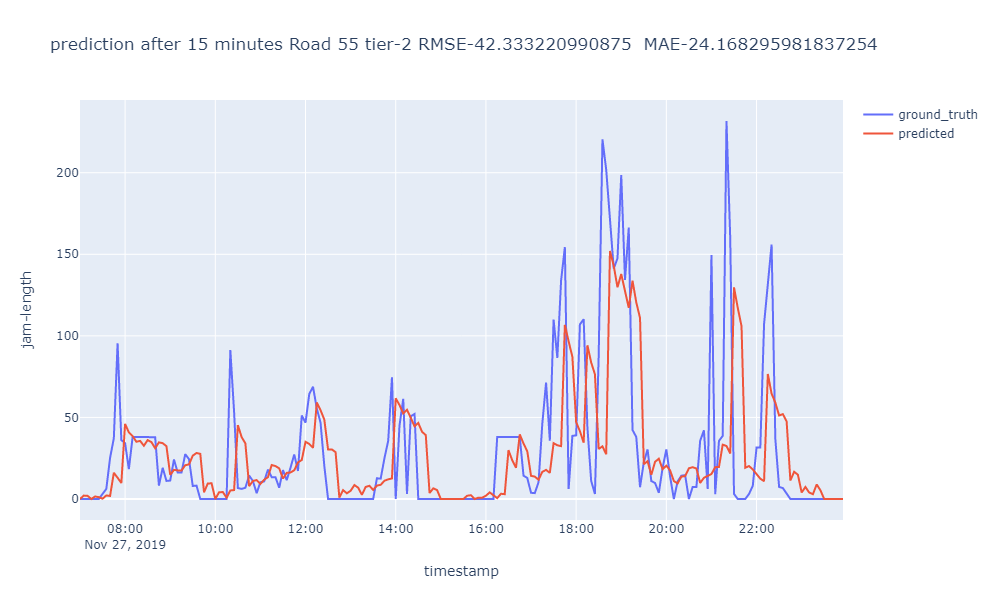 prediction after 15 minutes Road 55 tier-2 RMSE-42.333220990875  MAE-24.168295981837254
ground_truth
predicted
200
150
100
50
0
jam-length
08:00 10:00 12:00 14:00 16:00 18:00 20:00 22:00
Nov 27, 2019
timestamp